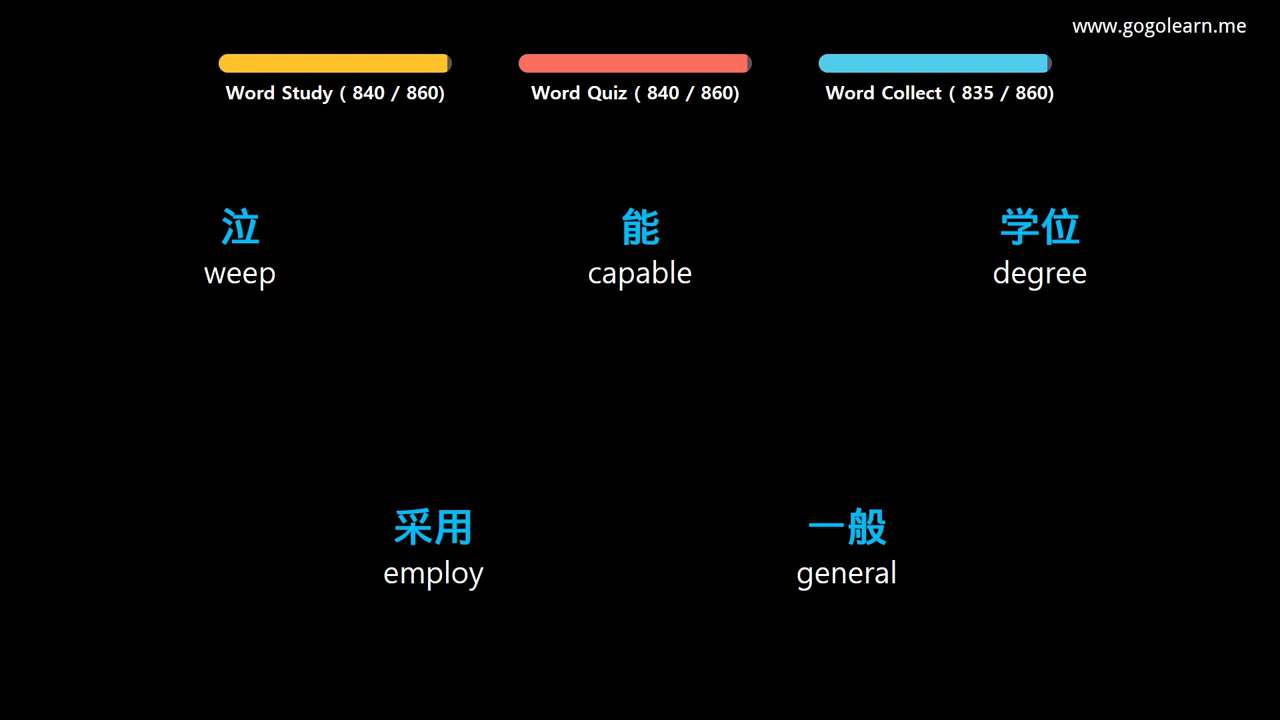 www.gogolearn.me
Word Study ( 840 / 860)
Word Quiz ( 840 / 860)
Word Collect ( 835 / 860)
泣
weep
能
capable
学位
degree
采用
employ
一般
general